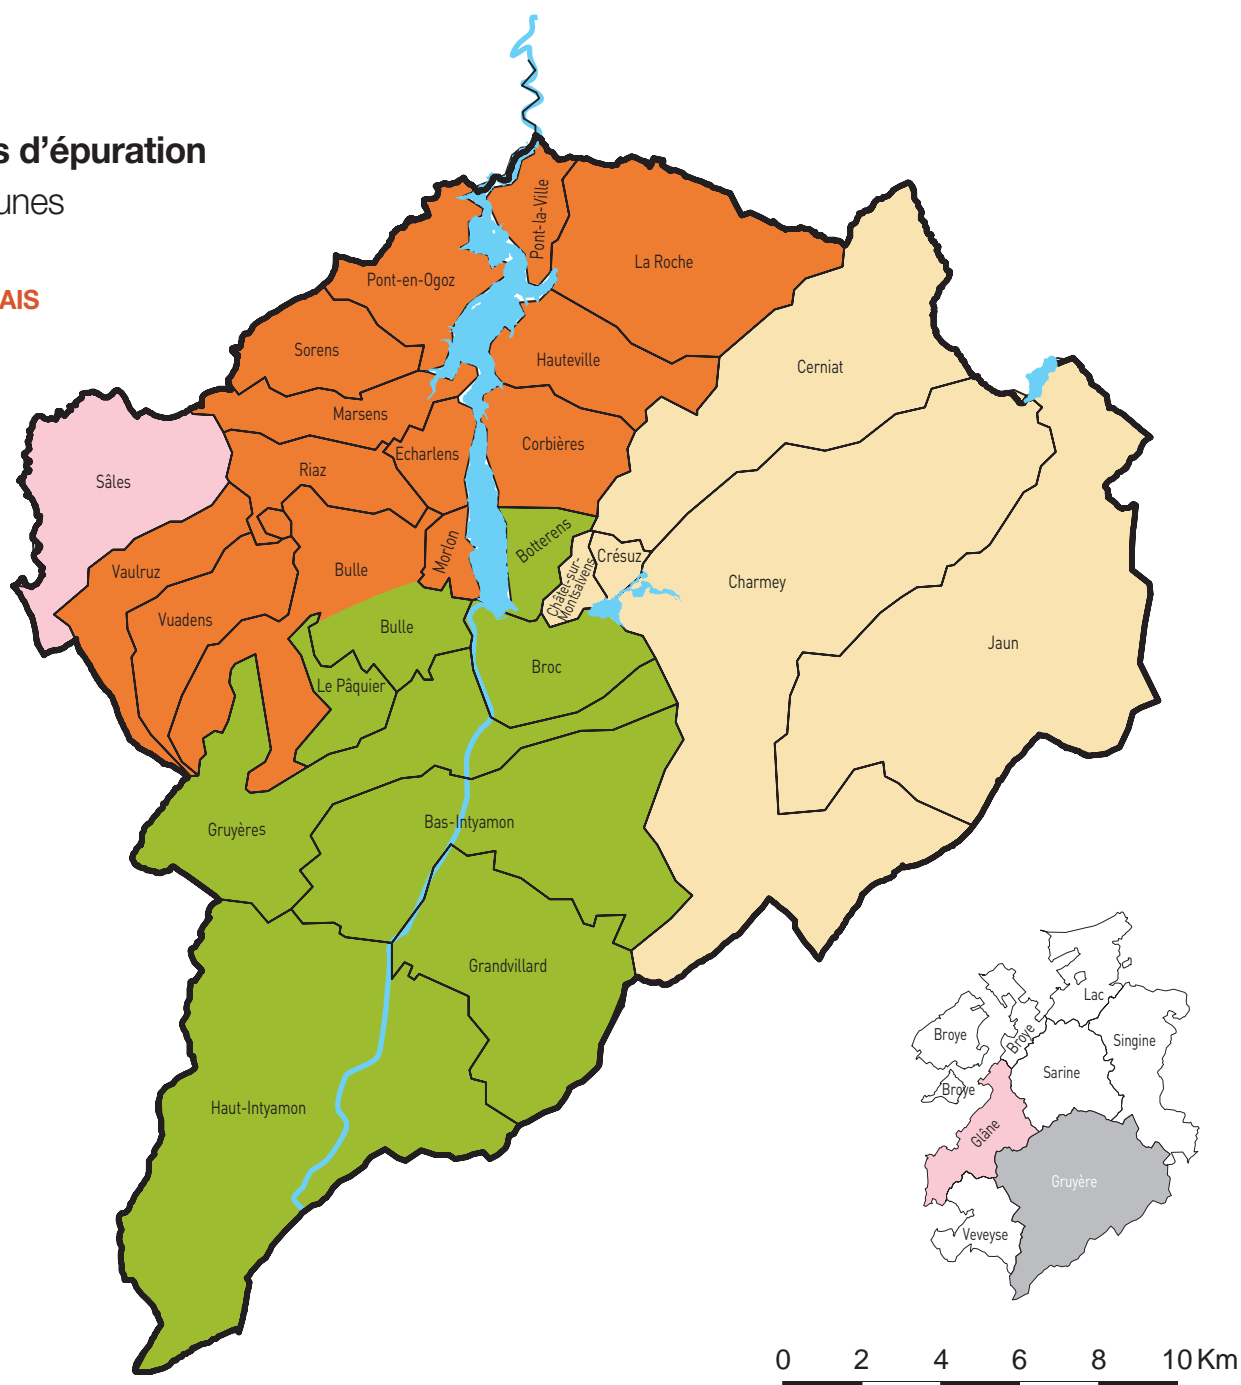 s d'épuration
unes
AIS
Pont-la-Ville
La Roche
Pont-en-Ogoz
Sorens
Hauteville
Cerniat
Marsens
Echarlens
Corbières
Riaz
Sâles
Botterens
Morlon
Châtel-sur-
Montsalvens
Crésuz
Vaulruz
Bulle
Charmey
Vuadens
Bulle
Jaun
Broc
Le Pâquier
Gruyères
Bas-Intyamon
Grandvillard
Haut-Intyamon
Lac
Broye
Broye
Singine
Sarine
Broye
Glâne
Gruyère
Veveyse
0 2 4 6 8 10 Km